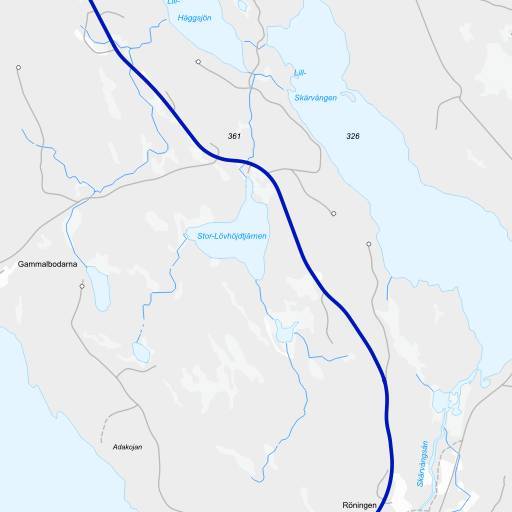 Lill-
Häggsjön
Lill-
Skärvången
361
326
Stor-Lövhöjdtjärnen
Gammalbodarna
Adakojan
Skärvångsån
Röningen